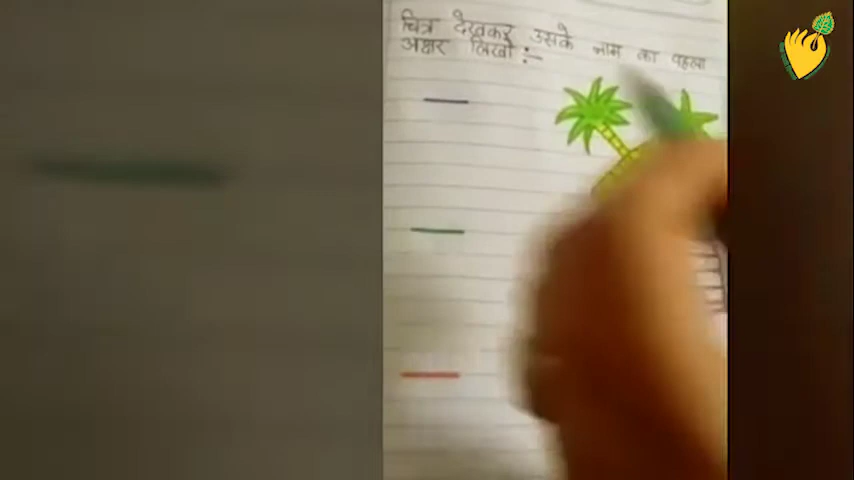 चित्र देखकर उसके नाम का पहला
अक्षर लिखो :-